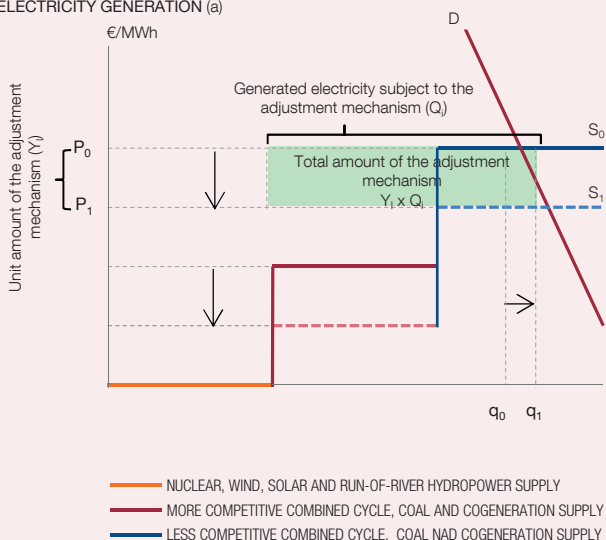 ELECTRICITY GENERATION (a)
€/MWh
D
Generated electricity subject to the
adjustment mechanism (Qi)
Unit amount of the adjustment
mechanism (Yi)
P0
P1
S0
S1
Total amount of the adjustment
mechanism
Yi x Qi
q0 q1
NUCLEAR, WIND, SOLAR AND RUN-OF-RIVER HYDROPOWER SUPPLY
MORE COMPETITIVE COMBINED CYCLE, COAL AND COGENERATION SUPPLY
LESS COMPETITIVE COMBINED CYCLE, COAL NAD COGENERATION SUPPLY